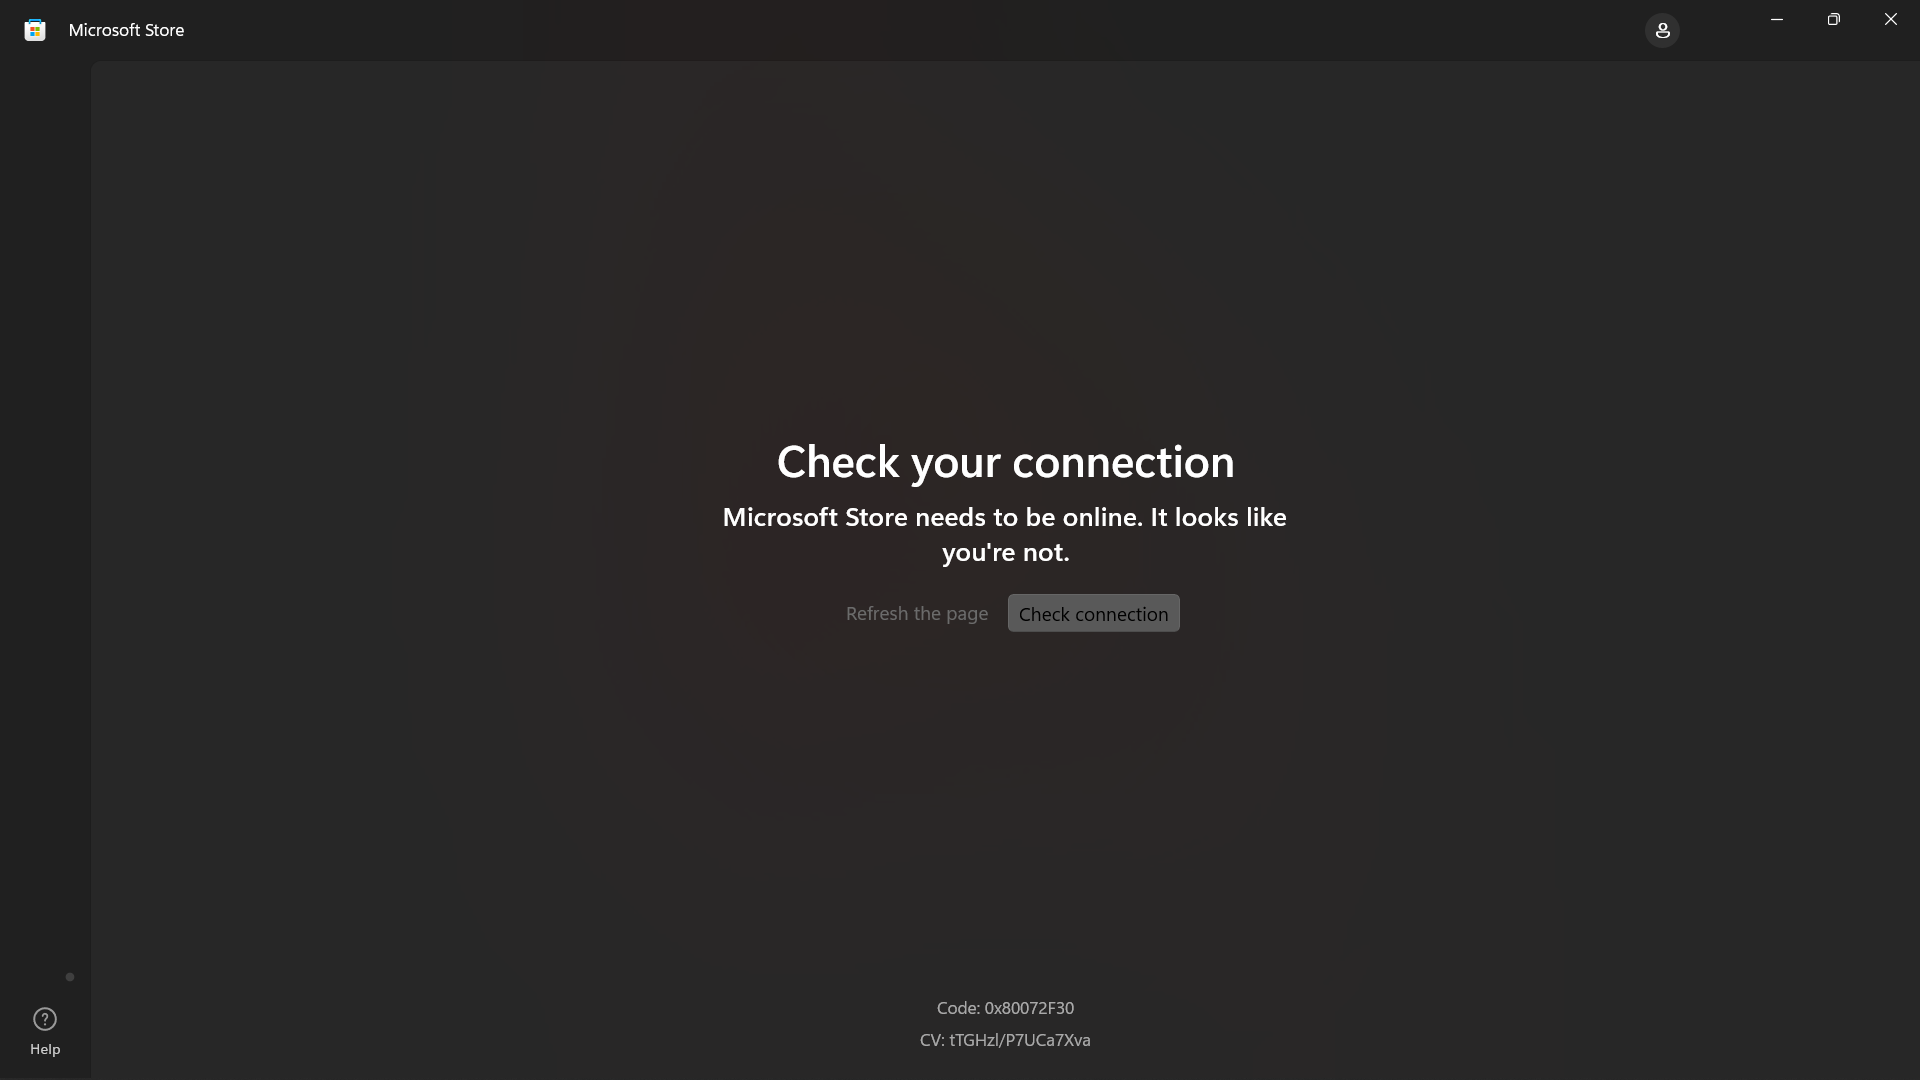 Microsoft Store
Check your connection
Microsoft Store needs to be online. It looks like
you're not.
Refresh the page
Check connection
Code: 0x80072F30
CV: tTGHzl/P7UCa7Xva
Help